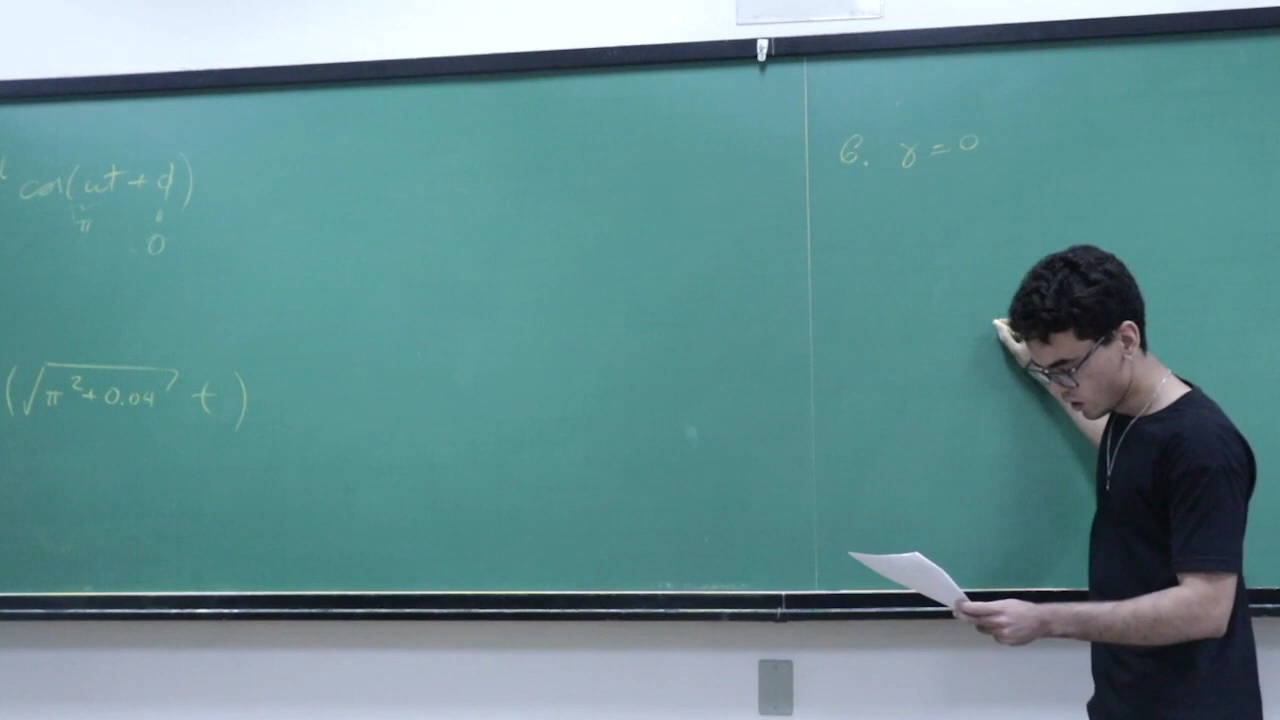 cos(ωt + d)
π "
0
(√π²+0.04 t)
6. γ = 0